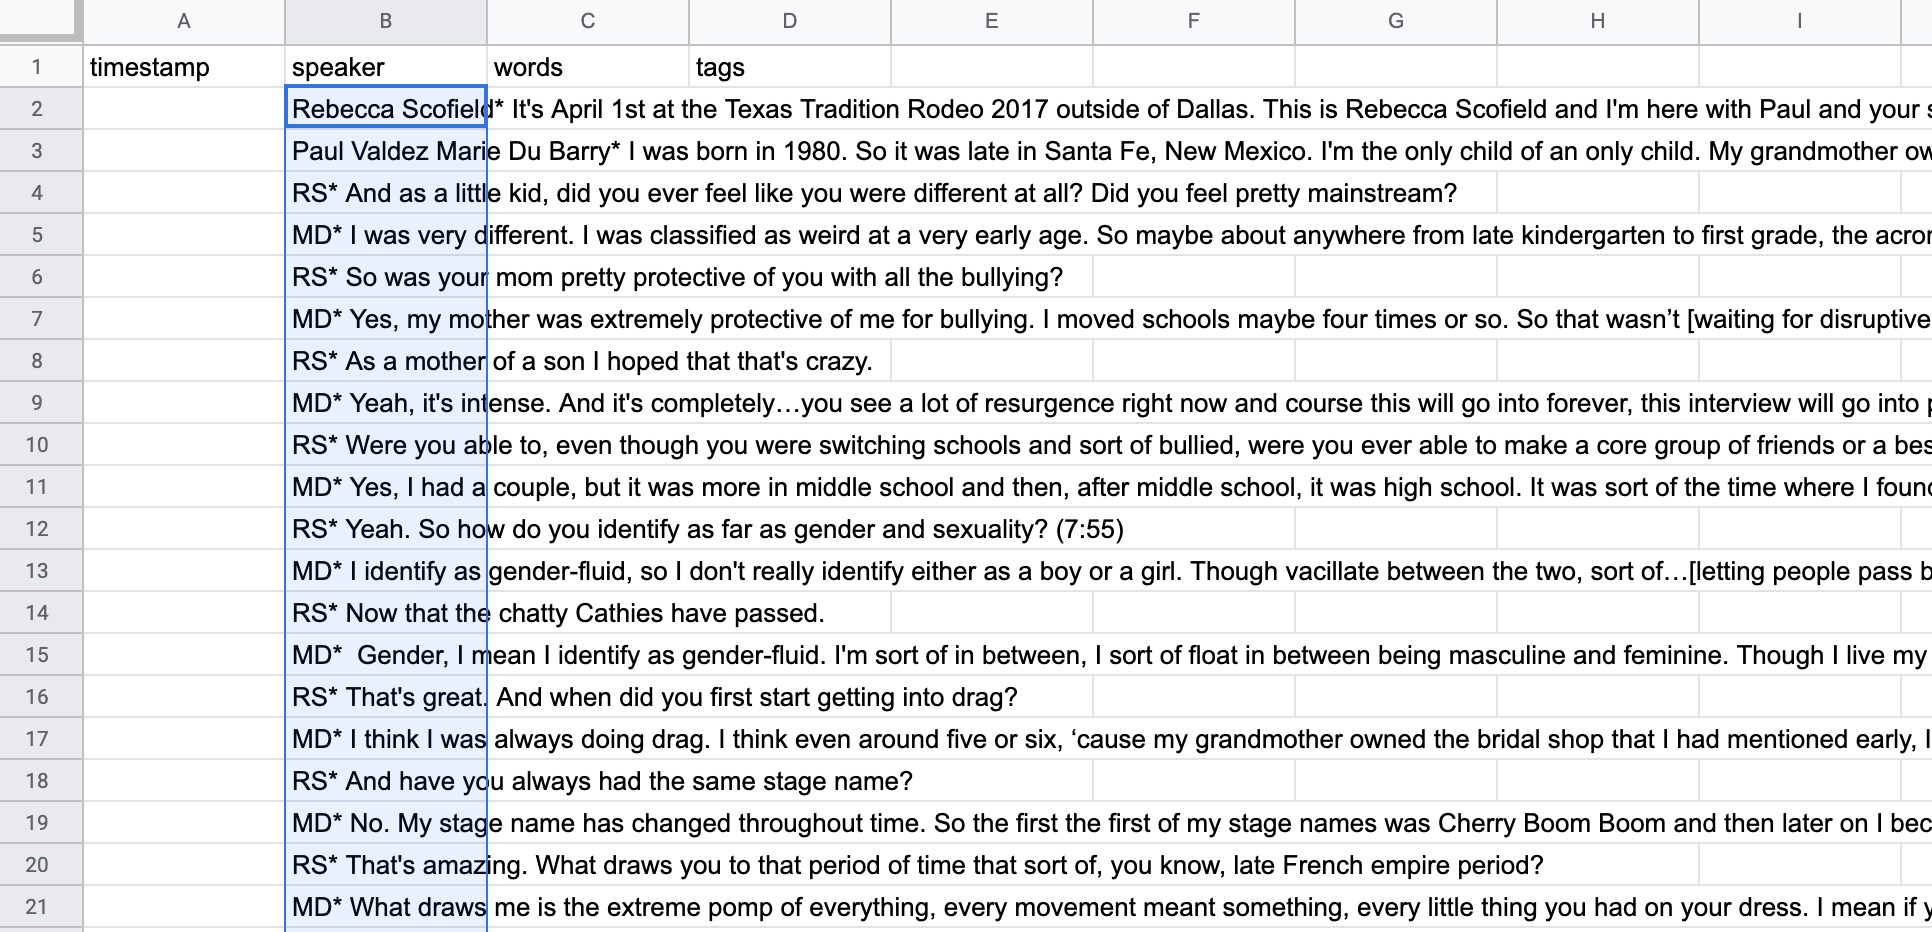 A B C D E F G H I
1 timestamp speaker words tags
2 Rebecca Scofield* It's April 1st at the Texas Tradition Rodeo 2017 outside of Dallas. This is Rebecca Scofield and I'm here with Paul and your
3 Paul Valdez Marie Du Barry* I was born in 1980. So it was late in Santa Fe, New Mexico. I'm the only child of an only child. My grandmother
4 RS* And as a little kid, did you ever feel like you were different at all? Did you feel pretty mainstream?
5 MD* I was very different. I was classified as weird at a very early age. So maybe about anywhere from late kindergarten to first grade, the
6 RS* So was your mom pretty protective of you with all the bullying?
7 MD* Yes, my mother was extremely protective of me for bullying. I moved schools maybe four times or so. So that wasn’t [waiting for disruptive
8 RS* As a mother of a son I hoped that that's crazy.
9 MD* Yeah, it's intense. And it's completely…you see a lot of resurgence right now and course this will go into forever, this interview will go into
10 RS* Were you able to, even though you were switching schools and sort of bullied, were you ever able to make a core group of friends or a
11 MD* Yes, I had a couple, but it was more in middle school and then, after middle school, it was high school. It was sort of the time where I
12 RS* Yeah. So how do you identify as far as gender and sexuality? (7:55)
13 MD* I identify as gender-fluid, so I don't really identify either as a boy or a girl. Though vacillate between the two, sort of…[letting people pass
14 RS* Now that the chatty Cathies have passed.
15 MD*  Gender, I mean I identify as gender-fluid. I'm sort of in between, I sort of float in between being masculine and feminine. Though I live my
16 RS* That's great. And when did you first start getting into drag?
17 MD* I think I was always doing drag. I think even around five or six, ‘cause my grandmother owned the bridal shop that I had mentioned early, I
18 RS* And have you always had the same stage name?
19 MD* No. My stage name has changed throughout time. So the first the first of my stage names was Cherry Boom Boom and then later on I
20 RS* That's amazing. What draws you to that period of time that sort of, you know, late French empire period?
21 MD* What draws me is the extreme pomp of everything, every movement meant something, every little thing you had on your dress. I mean if